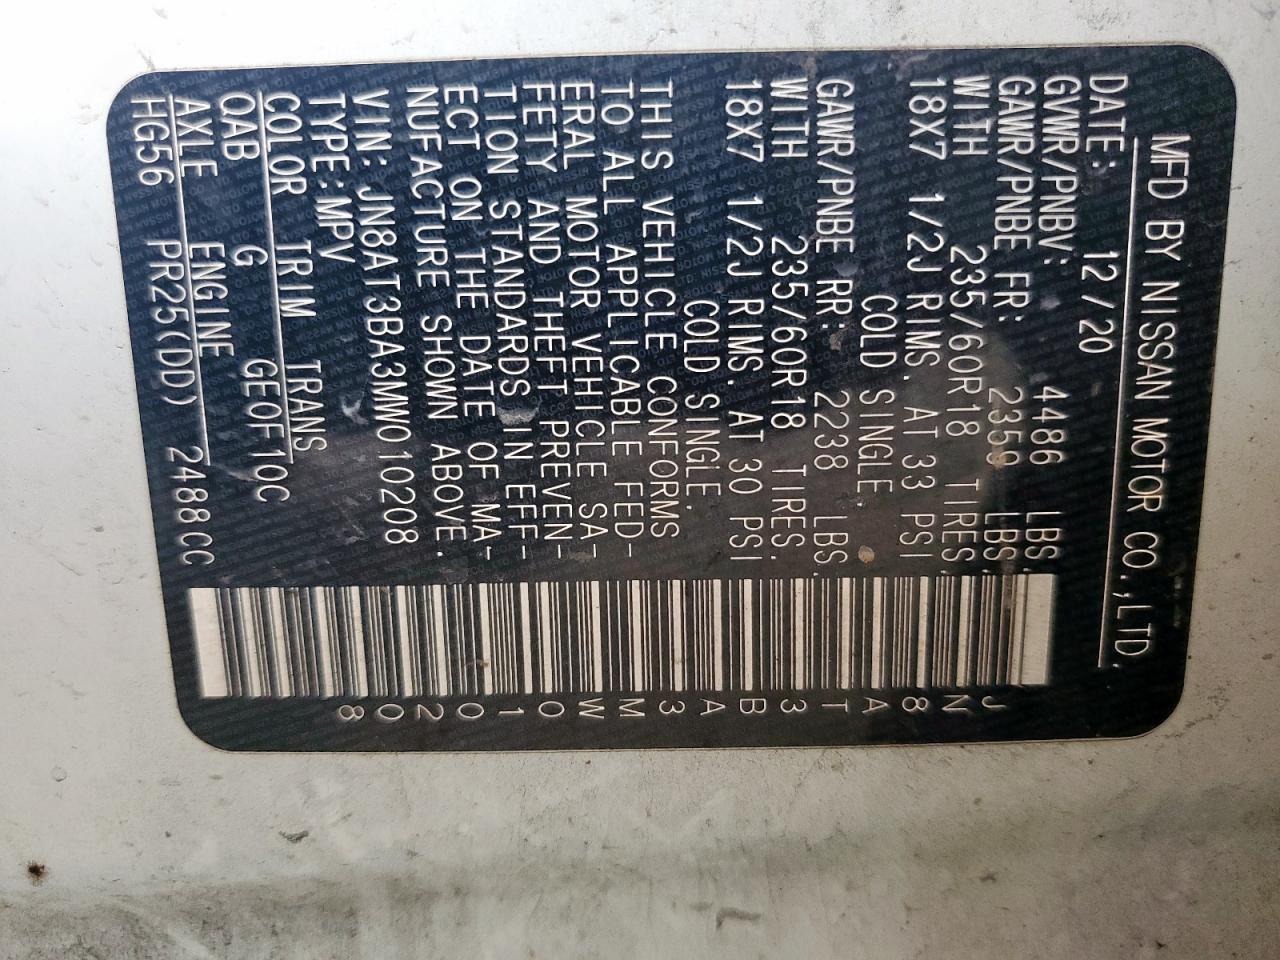 MFD BY NISSAN MOTOR CO.,LTD.
DATE: 12/20
GVWR/PNBV: 4486 LBS.
GAWR/PNBE FR: 2359 LBS.
WITH 235/60R18 TIRES,
18X7 1/2J RIMS. AT 33 PSI
COLD SINGLE.
GAWR/PNBE RR: 2238 LBS.
WITH 235/60R18 TIRES.
18X7 1/2J RIMS. AT 30 PSI
COLD SINGLE.
THIS VEHICLE CONFORMS
TO ALL APPLICABLE FED-
ERAL MOTOR VEHICLE SA-
FETY AND THEFT PREVEN-
TION STANDARDS IN EFF-
ECT ON THE DATE OF MA-
NUFACTURE SHOWN ABOVE.
VIN: JN8AT3BA3MW010208
TYPE:MPV
COLOR TRIM TRANS
QAB G GEOF10C
AXLE ENGINE
HG56 PR25(DD) 2488CC
JN8AT3BA3MW010208